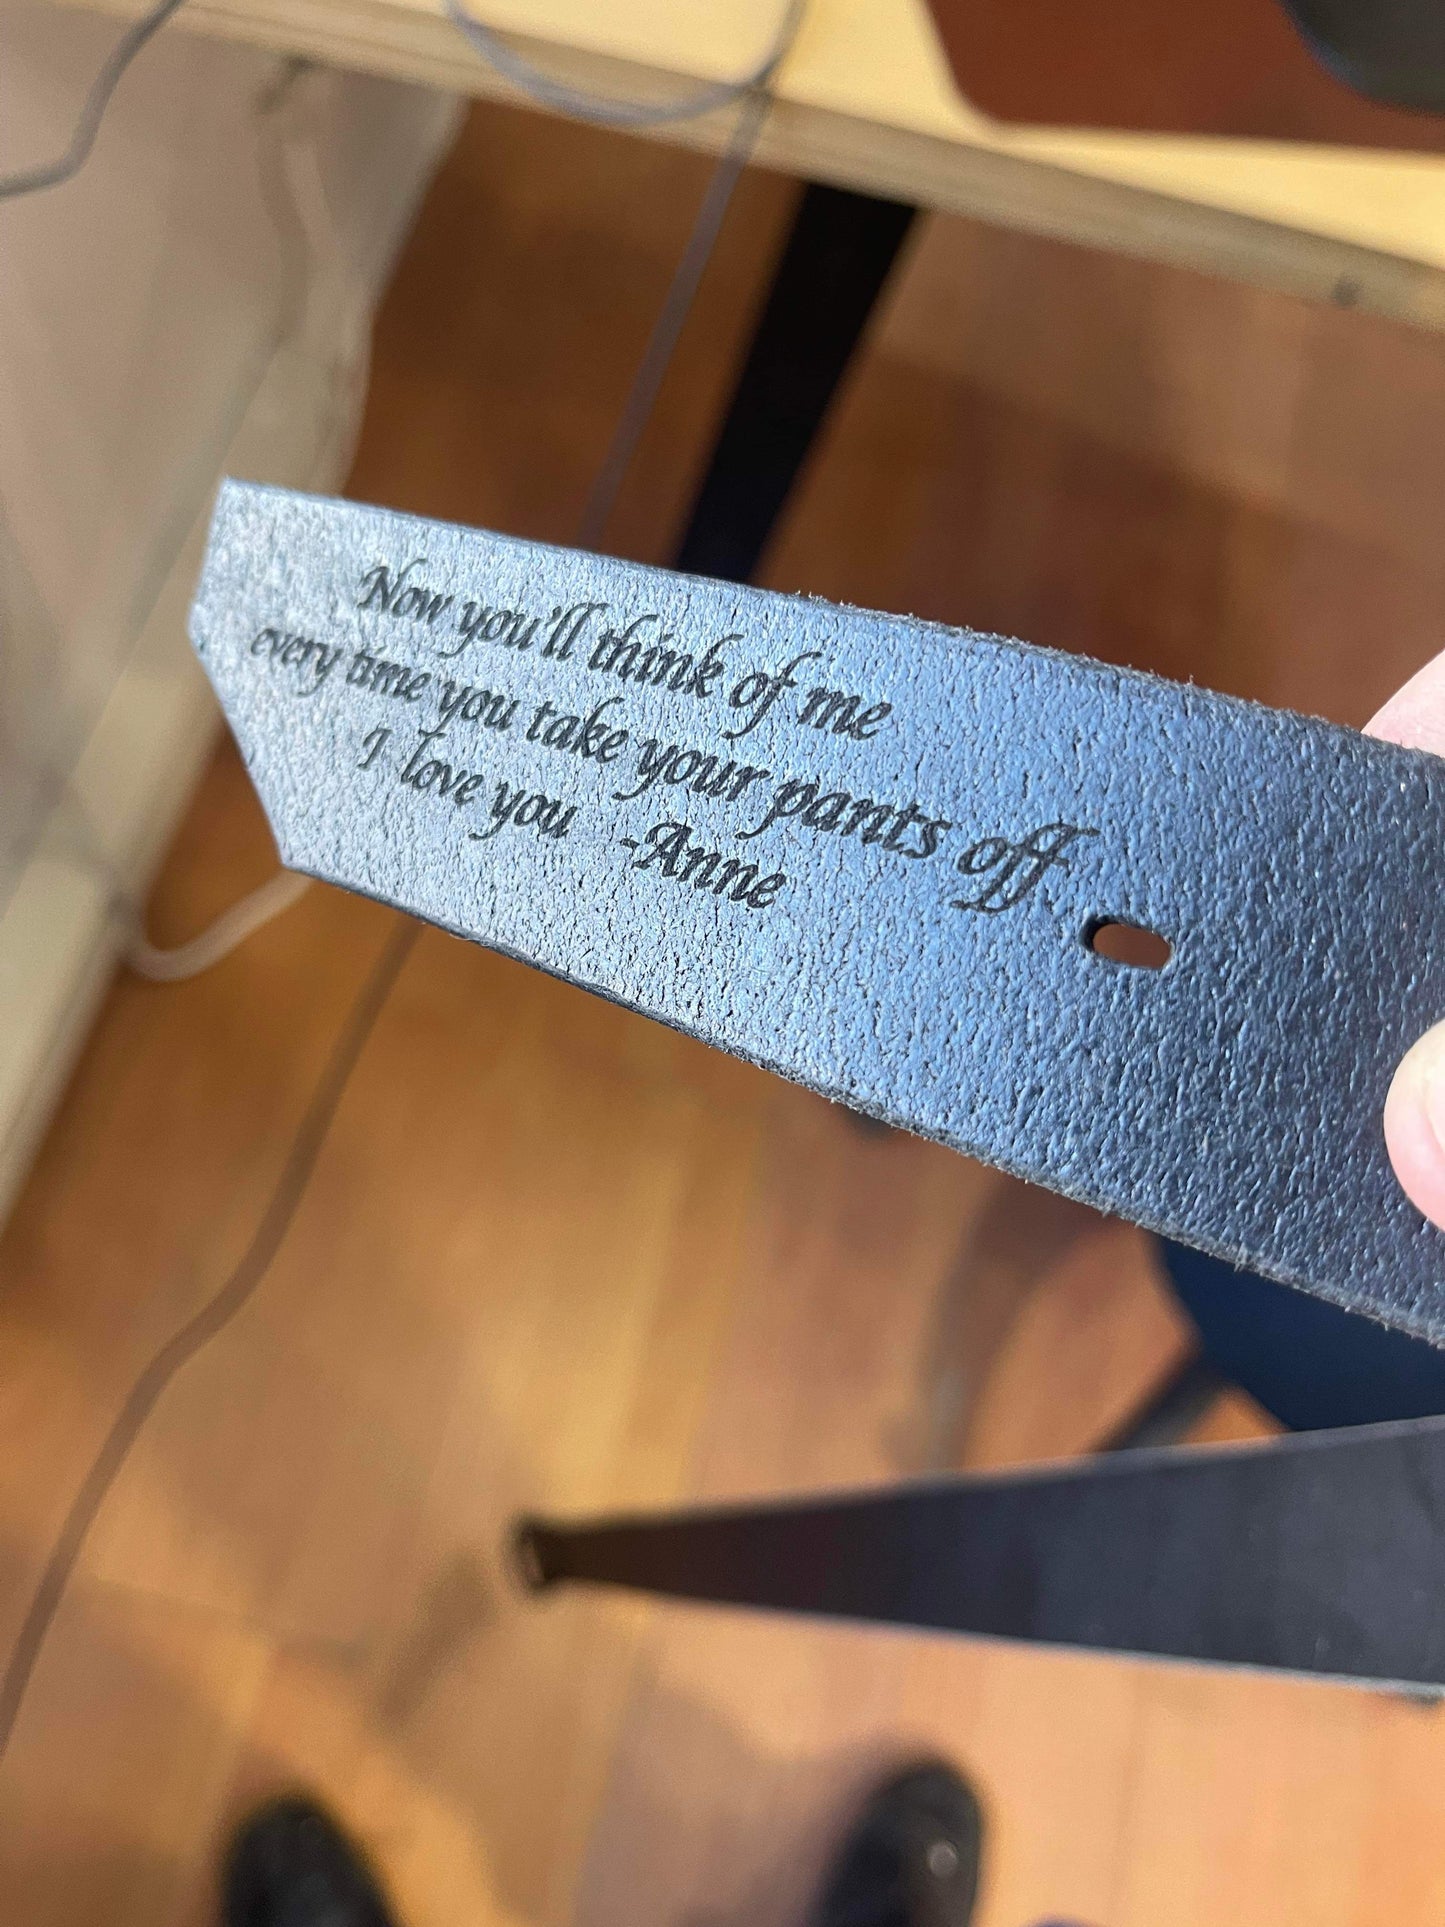 Now you'll think of me
every time you take your pants off
I love you -Anne